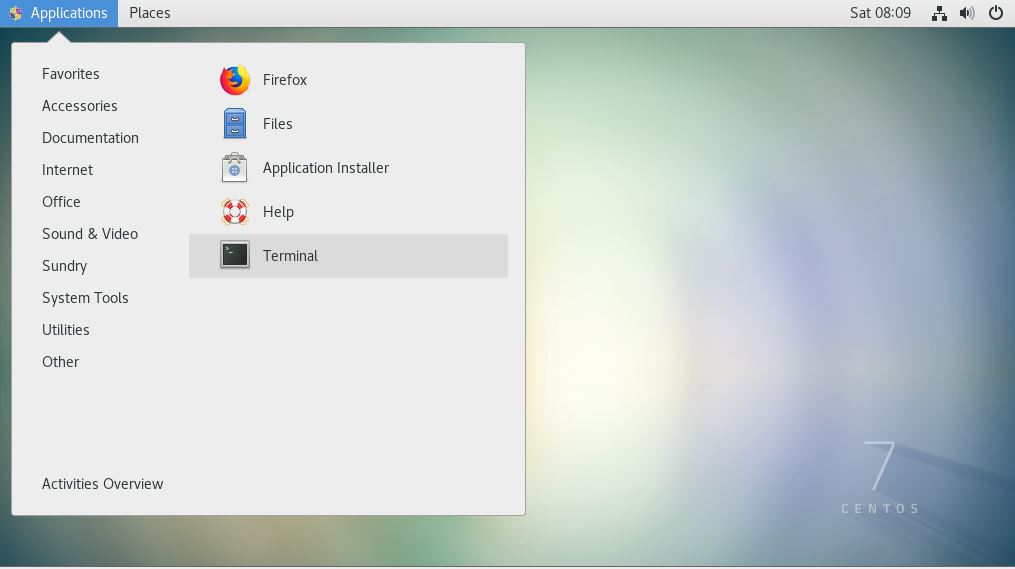 Applications Places Sat 08:09
Favorites
Accessories
Documentation
Internet
Office
Sound & Video
Sundry
System Tools
Utilities
Other
Activities Overview
Firefox
Files
Application Installer
Help
Terminal
7
CENTOS